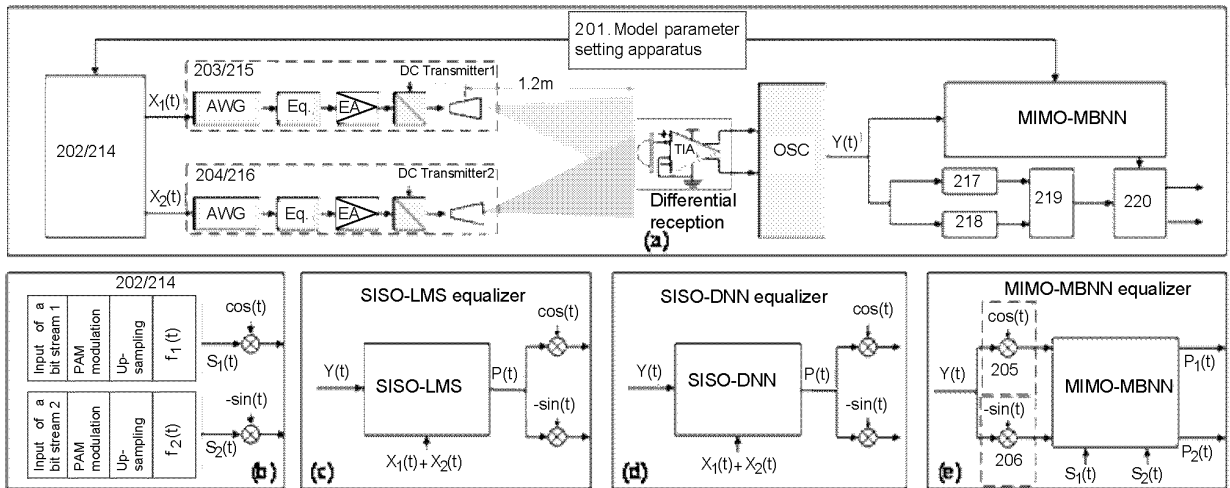 201. Model parameter
setting apparatus
202/214
X1(t)
X2(t)
203/215
DC Transmitter1
AWG
Eq.
EA
1.2m
204/216
DC Transmitter2
AWG
Eq.
EA
TIA
Differential
reception
(a)
OSC
Y(t)
MIMO-MBNN
217
218
219
220
202/214
Input of a
bit stream 1
PAM
modulation
Up-
sampling
f1(t)
S1(t)
cos(t)
Input of a
bit stream 2
PAM
modulation
Up-
sampling
f2(t)
S2(t)
-sin(t)
(b)
SISO-LMS equalizer
Y(t)
SISO-LMS
P(t)
cos(t)
-sin(t)
X1(t)+ X2(t)
(c)
SISO-DNN equalizer
Y(t)
SISO-DNN
P(t)
cos(t)
-sin(t)
X1(t)+ X2(t)
(d)
MIMO-MBNN equalizer
cos(t)
205
Y(t)
-sin(t)
206
MIMO-MBNN
P1(t)
P2(t)
S1(t)
S2(t)
(e)